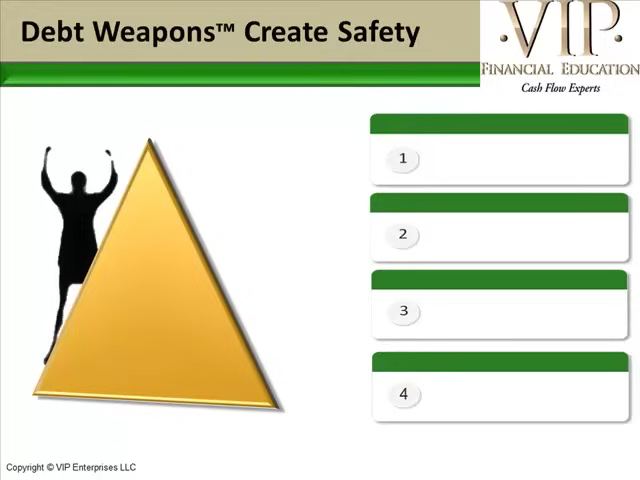 Debt Weapons™ Create Safety
·VIP·
FINANCIAL EDUCATION
Cash Flow Experts
1
2
3
4
Copyright © VIP Enterprises LLC